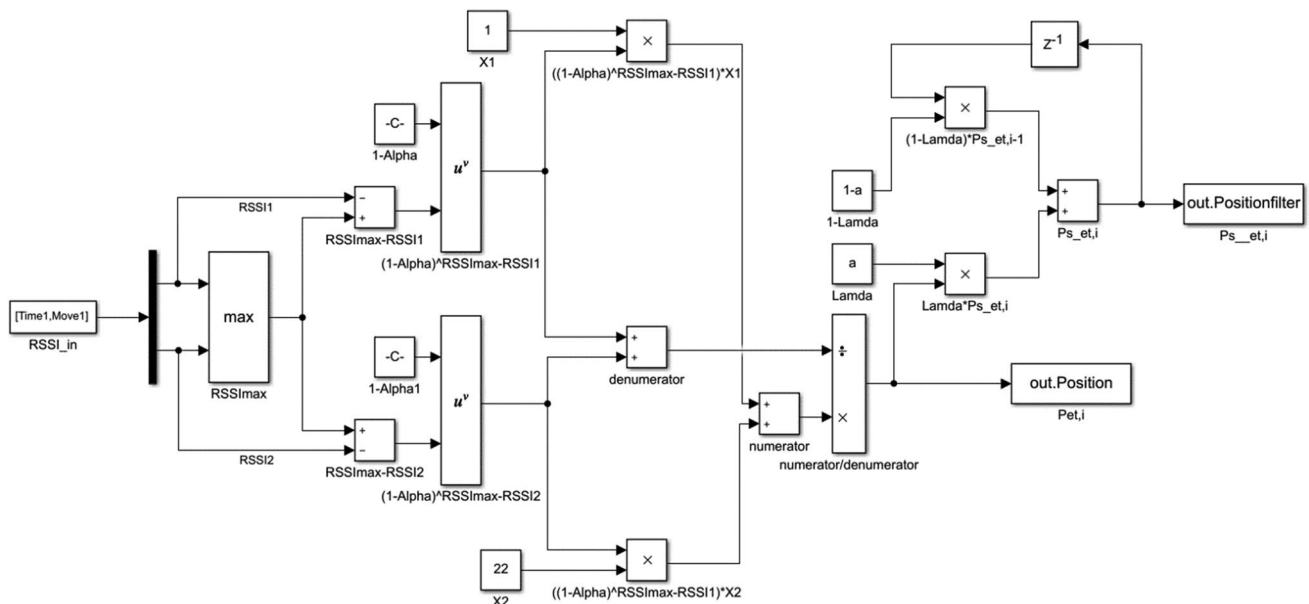 1
X1
×
((1-Alpha)^RSSImax-RSSI1)*X1
Z-1
-C-
1-Alpha
uv
×
(1-Lamda)*Ps_et,i-1
RSSI1
−
+
RSSImax-RSSI1
(1-Alpha)^RSSImax-RSSI1
1-a
1-Lamda
+
+
Ps_et,i
out.Positionfilter
Ps__et,i
[Time1,Move1]
RSSI_in
max
RSSImax
a
Lamda
×
Lamda*Ps_et,i
-C-
1-Alpha1
uv
+
+
denumerator
÷
×
numerator/denumerator
out.Position
Pet,i
+
−
RSSI2
RSSImax-RSSI2
(1-Alpha)^RSSImax-RSSI2
+
+
numerator
22
X2
×
((1-Alpha)^RSSImax-RSSI1)*X2